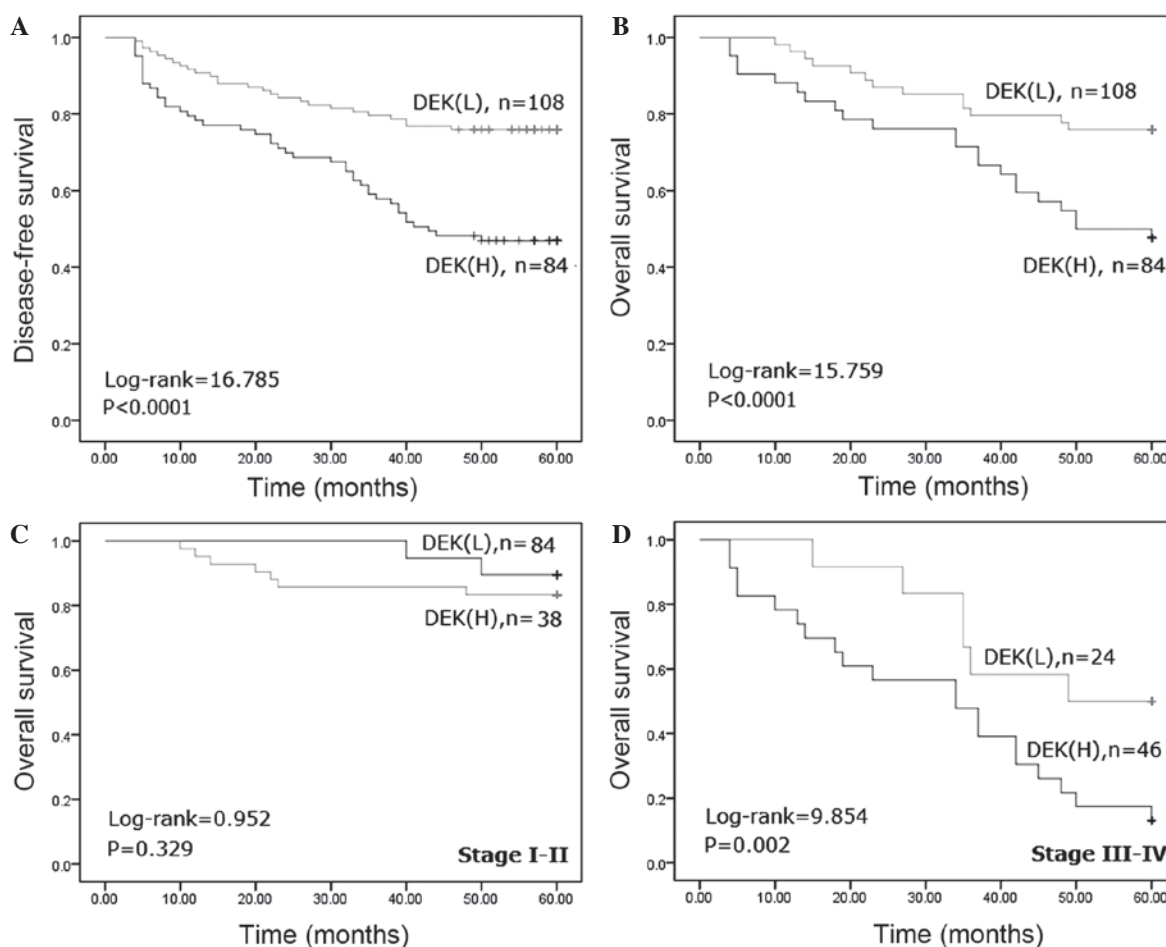 A
Disease-free survival
1.0
0.8
0.6
0.4
0.2
0.0
DEK(L), n=108
DEK(H), n=84
Log-rank=16.785
P<0.0001
0.00 10.00 20.00 30.00 40.00 50.00 60.00
Time (months)
B
Overall survival
1.0
0.8
0.6
0.4
0.2
0.0
DEK(L), n=108
DEK(H), n=84
Log-rank=15.759
P<0.0001
0.00 10.00 20.00 30.00 40.00 50.00 60.00
Time (months)
C
Overall survival
1.0
0.8
0.6
0.4
0.2
0.0
DEK(L),n=84
DEK(H),n=38
Log-rank=0.952
P=0.329
Stage I-II
0.00 10.00 20.00 30.00 40.00 50.00 60.00
Time (months)
D
Overall survival
1.0
0.8
0.6
0.4
0.2
0.0
DEK(L),n=24
DEK(H),n=46
Log-rank=9.854
P=0.002
Stage III-IV
0.00 10.00 20.00 30.00 40.00 50.00 60.00
Time (months)